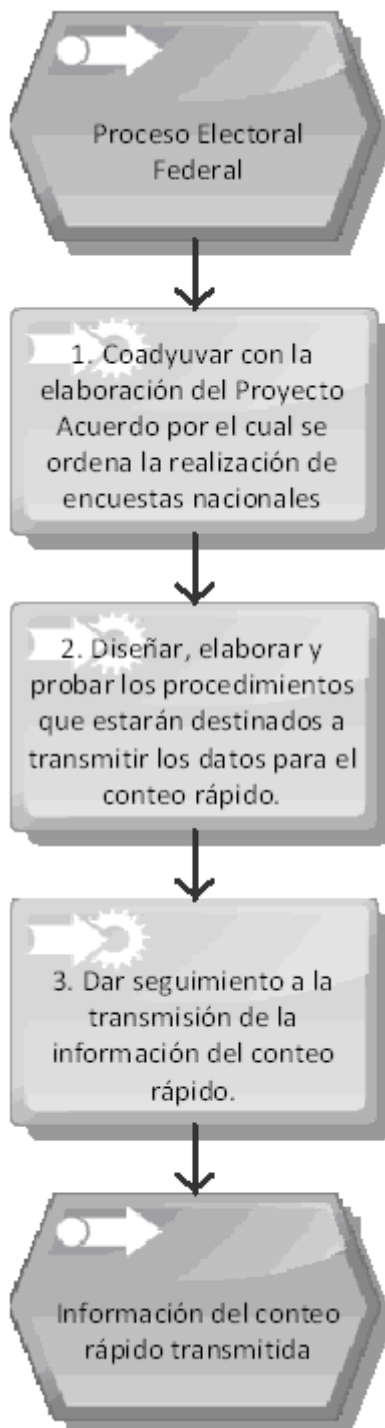 Proceso Electoral
Federal
1. Coadyuvar con la
elaboración del Proyecto
Acuerdo por el cual se
ordena la realización de
encuestas nacionales
2. Diseñar, elaborar y
probar los procedimientos
que estarán destinados a
transmitir los datos para el
conteo rápido.
3. Dar seguimiento a la
transmisión de la
información del conteo
rápido.
Información del conteo
rápido transmitida